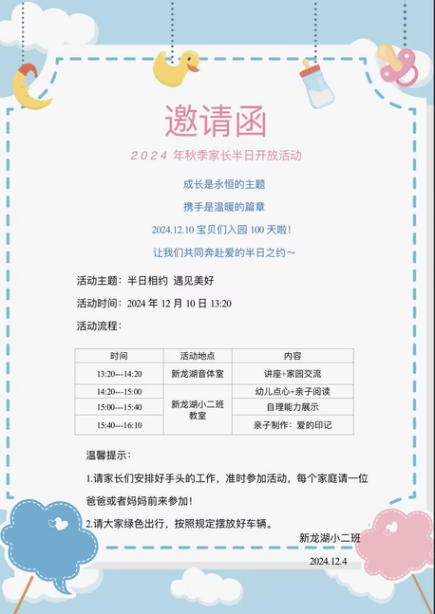 邀请函
2024 年秋季家长半日开放活动
成长是永恒的主题
携手是温暖的篇章
2024.12.10 宝贝们入园 100 天啦!
让我们共同奔赴爱的半日之约~
活动主题：半日相约 遇见美好
活动时间：2024 年 12 月 10 日 13:20
活动流程：
时间 活动地点 内容
13:20---14:20 新龙湖音体室 讲座+家园交流
14:20---15:00 新龙湖小二班教室 幼儿点心+亲子阅读
15:00---15:40 自理能力展示
15:40---16:10 亲子制作：爱的印记
温馨提示：
1.请家长们安排好手头的工作，准时参加活动，每个家庭请一位
爸爸或者妈妈前来参加！
2.请大家绿色出行，按照规定摆放好车辆。
新龙湖小二班
2024.12.4